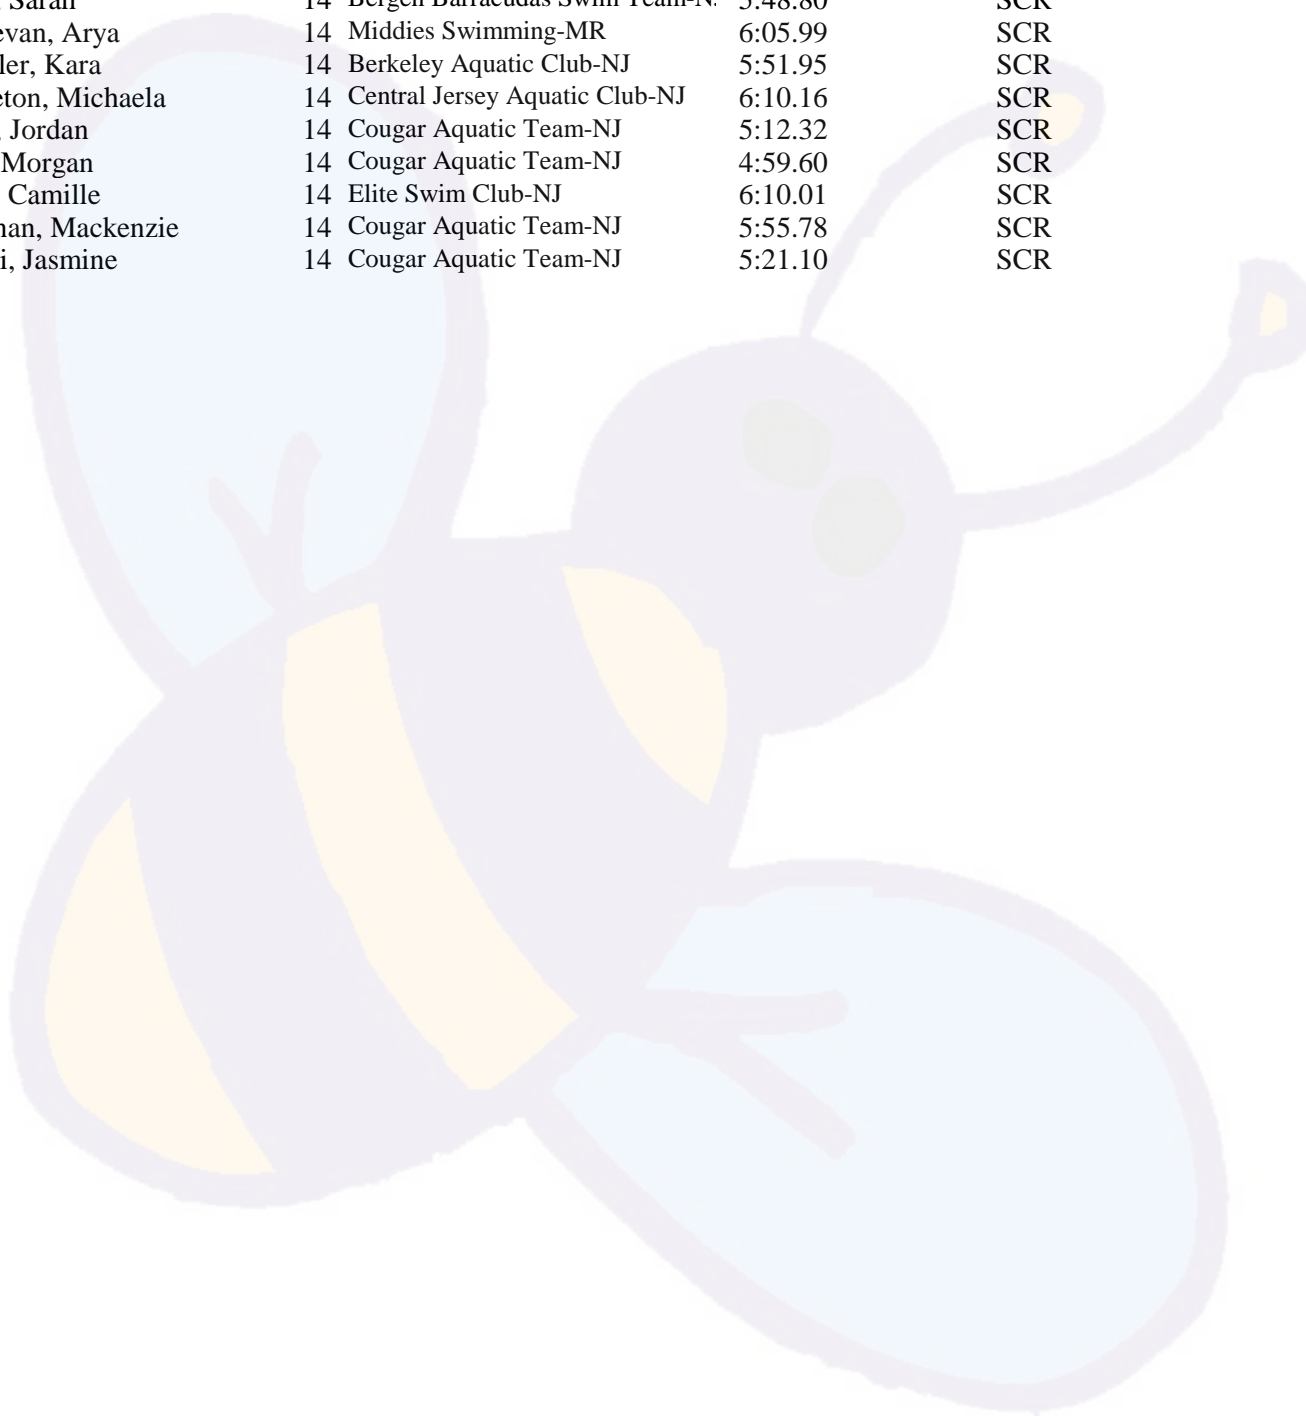 Sarah 14 Bergen Barracudas Swim Team-N. 5:48.80 SCR
evan, Arya 14 Middies Swimming-MR 6:05.99 SCR
ler, Kara 14 Berkeley Aquatic Club-NJ 5:51.95 SCR
eton, Michaela 14 Central Jersey Aquatic Club-NJ 6:10.16 SCR
, Jordan 14 Cougar Aquatic Team-NJ 5:12.32 SCR
Morgan 14 Cougar Aquatic Team-NJ 4:59.60 SCR
, Camille 14 Elite Swim Club-NJ 6:10.01 SCR
nan, Mackenzie 14 Cougar Aquatic Team-NJ 5:55.78 SCR
i, Jasmine 14 Cougar Aquatic Team-NJ 5:21.10 SCR